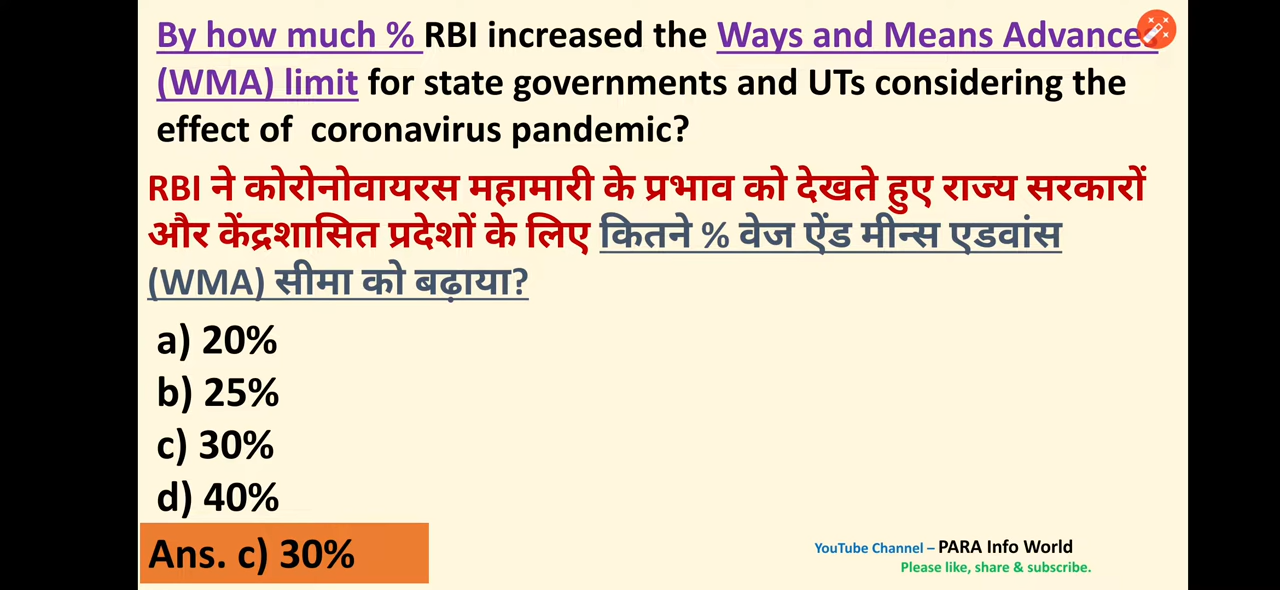 By how much % RBI increased the Ways and Means Advances
(WMA) limit for state governments and UTs considering the
effect of coronavirus pandemic?
RBI ने कोरोनोवायरस महामारी के प्रभाव को देखते हुए राज्य सरकारों
और केंद्रशासित प्रदेशों के लिए कितने % वेज ऐंड मीन्स एडवांस
(WMA) सीमा को बढ़ाया?
a) 20%
b) 25%
c) 30%
d) 40%
Ans. c) 30%
YouTube Channel – PARA Info World
Please like, share & subscribe.